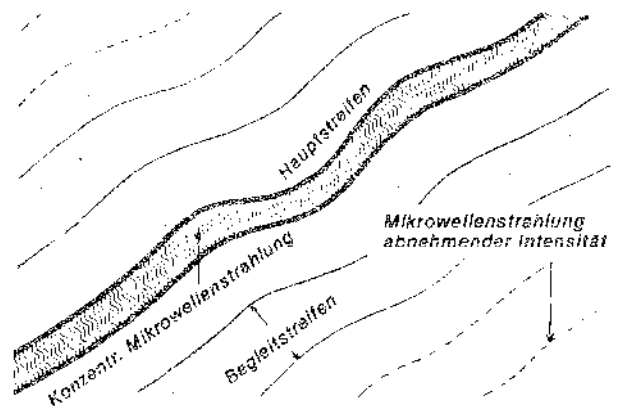 Hauptstreifen
Mikrowellenstrahlung
abnehmender Intensität
Konzentr. Mikrowellenstrahlung
Begleitstreifen